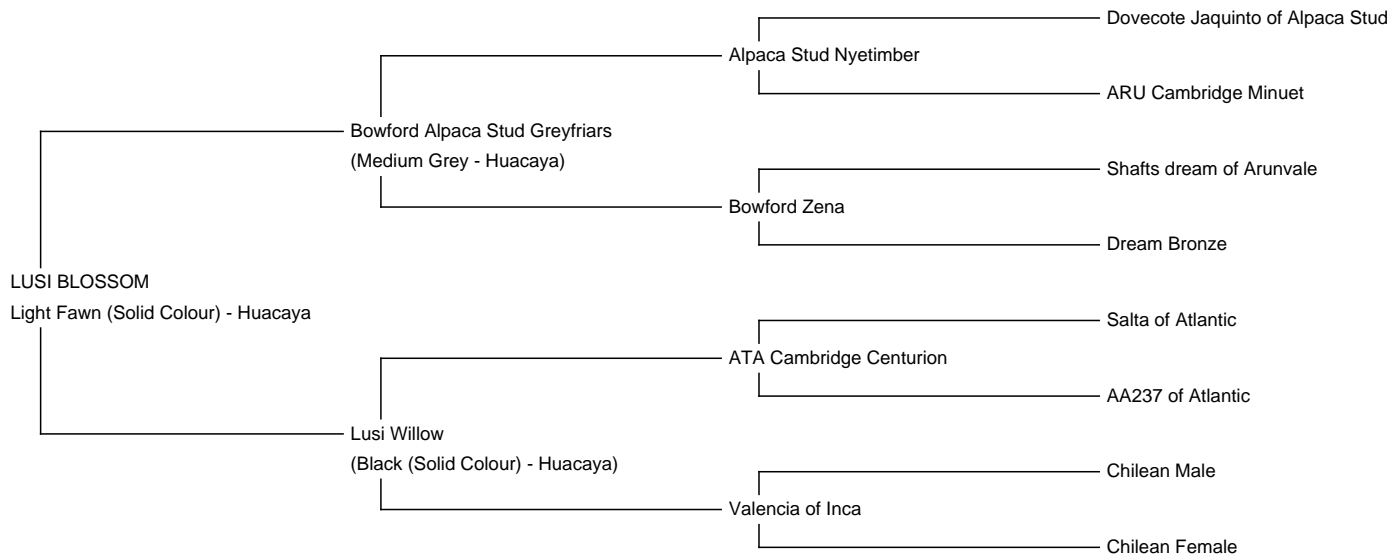 Dovecote Jaquinto of Alpaca Stud
Alpaca Stud Nyetimber
ARU Cambridge Minuet
Bowford Alpaca Stud Greyfriars
(Medium Grey - Huacaya)
Shafts dream of Arunvale
Bowford Zena
Dream Bronze
LUSI BLOSSOM
Light Fawn (Solid Colour) - Huacaya
Salta of Atlantic
ATA Cambridge Centurion
AA237 of Atlantic
Lusi Willow
(Black (Solid Colour) - Huacaya)
Chilean Male
Valencia of Inca
Chilean Female